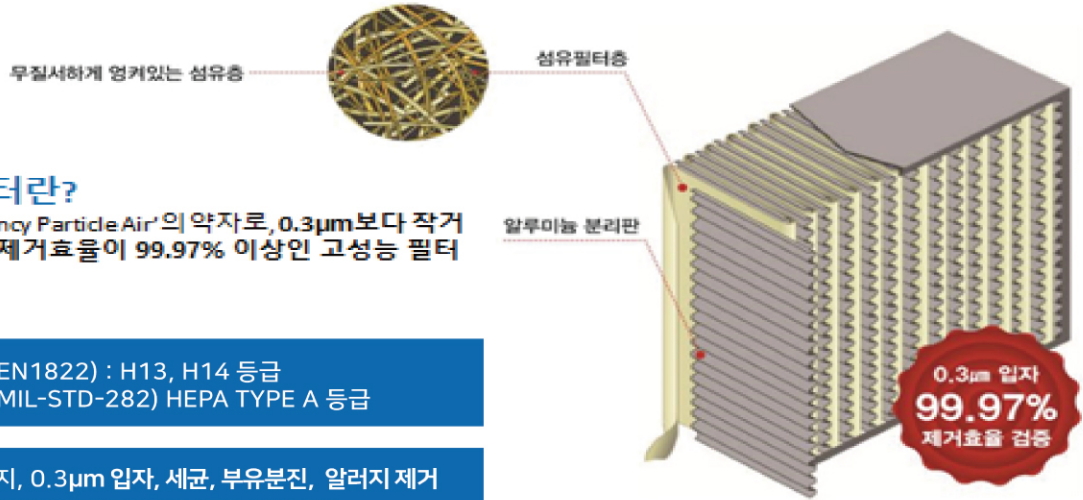 무질서하게 엉켜있는 섬유층
섬유필터층
터란?
ncy Particle Air'의 약자로, 0.3µm보다 작거
제거효율이 99.97% 이상인 고성능 필터
알루미늄 분리판
EN1822) : H13, H14 등급
MIL-STD-282) HEPA TYPE A 등급
0.3µm 입자
99.97%
제거효율 검증
지, 0.3µm 입자, 세균, 부유분진, 알러지 제거